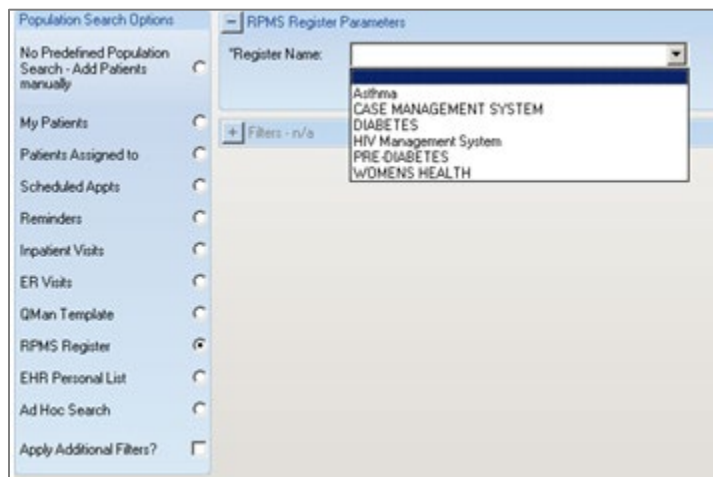 Population Search Options
No Predefined Population
Search - Add Patients
manually
My Patients
Patients Assigned to
Scheduled Appts
Reminders
Inpatient Visits
ER Visits
QMan Template
RPMS Register
EHR Personal List
Ad Hoc Search
Apply Additional Filters?
RPMS Register Parameters
*Register Name:
Asthma
CASE MANAGEMENT SYSTEM
DIABETES
HIV Management System
PRE-DIABETES
WOMENS HEALTH
Filters - n/a